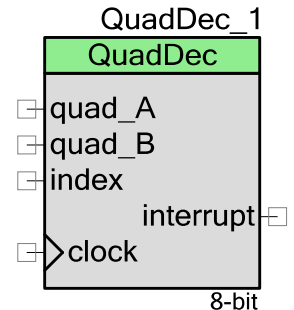 QuadDec_1
QuadDec
quad_A
quad_B
index
interrupt
clock
8-bit